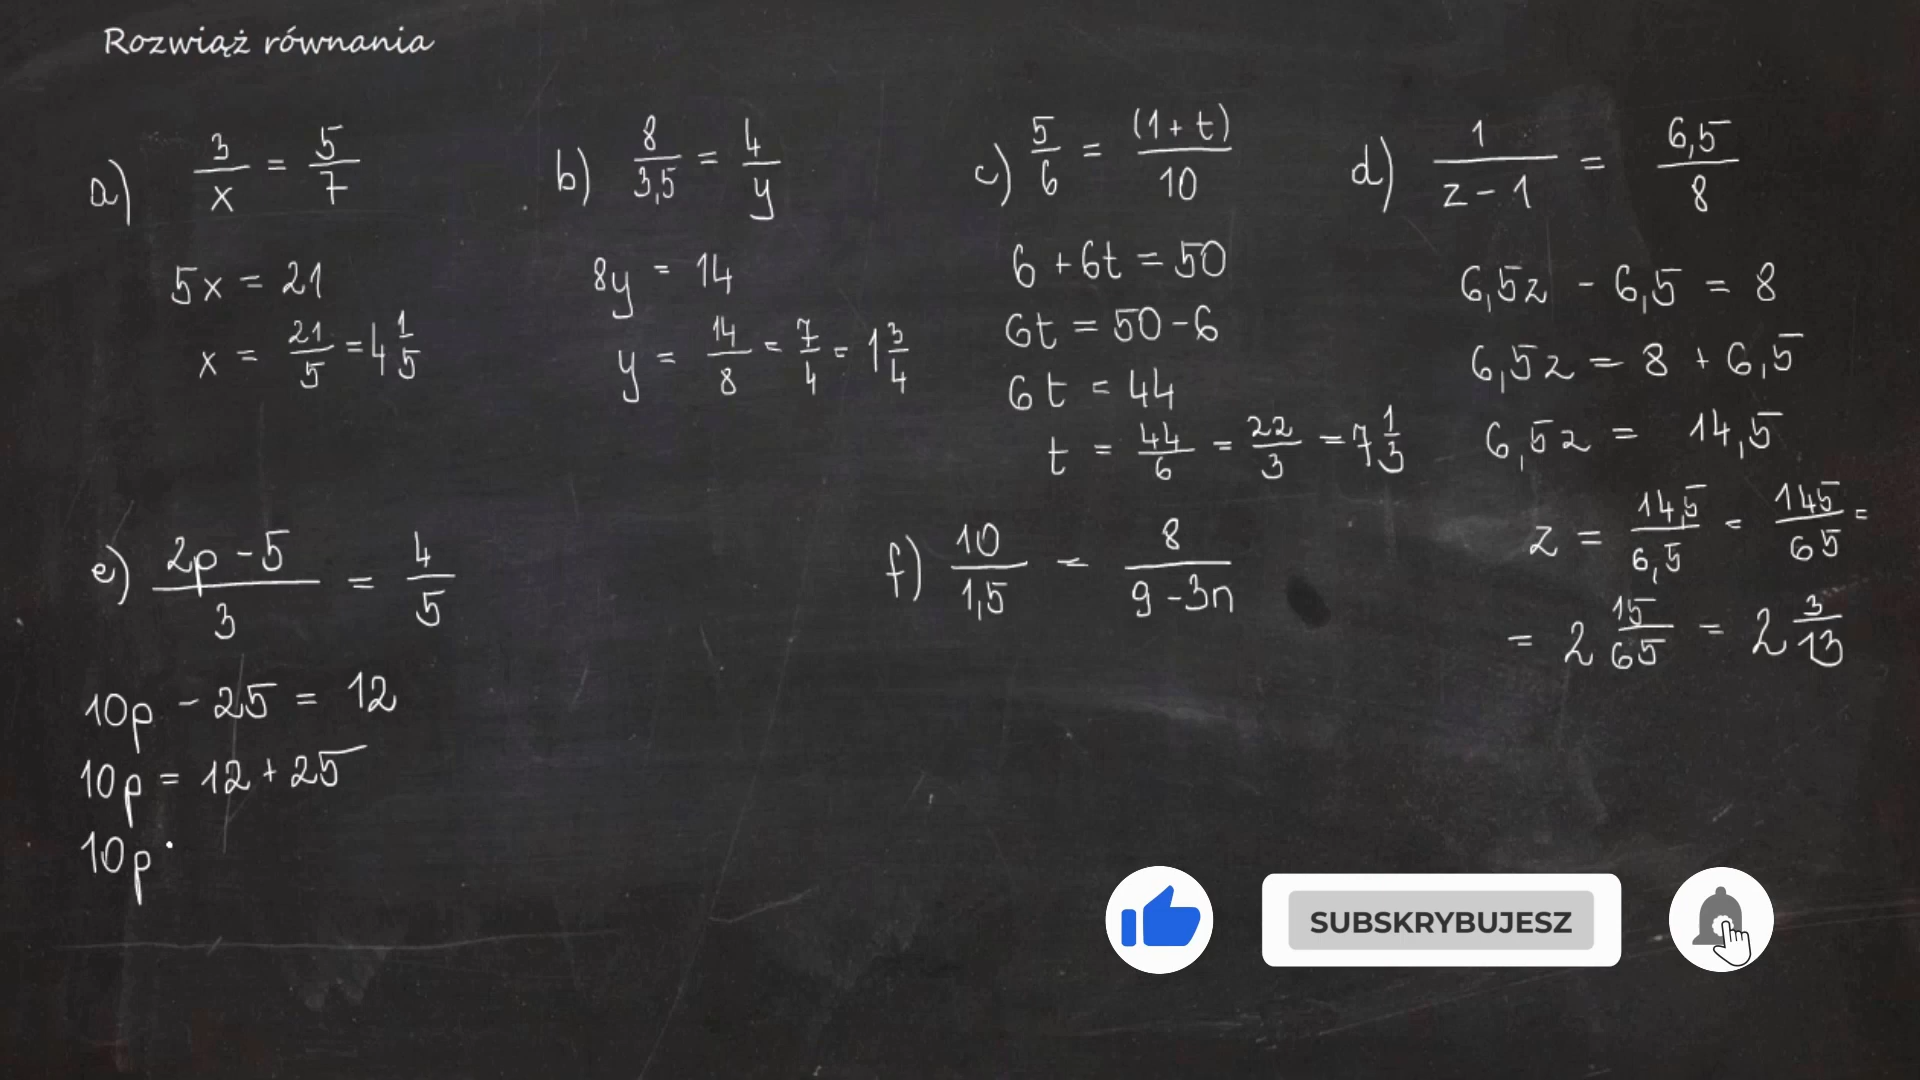 Rozwiąż równania
a) 3/x = 5/7
5x = 21
x = 21/5 = 4 1/5
b) 8/3,5 = 4/y
8y = 14
y = 14/8 = 7/4 = 1 3/4
c) 5/6 = (1 + t)/10
6 + 6t = 50
6t = 50 - 6
6t = 44
t = 44/6 = 22/3 = 7 1/3
d) 1/(z - 1) = 6,5/8
6,5z - 6,5 = 8
6,5z = 8 + 6,5
6,5z = 14,5
z = 14,5/6,5 = 145/65 =
= 2 15/65 = 2 3/13
e) (2p - 5)/3 = 4/5
10p - 25 = 12
10p = 12 + 25
10p
f) 10/1,5 = 8/(9 - 3n)
SUBSKRYBUJESZ